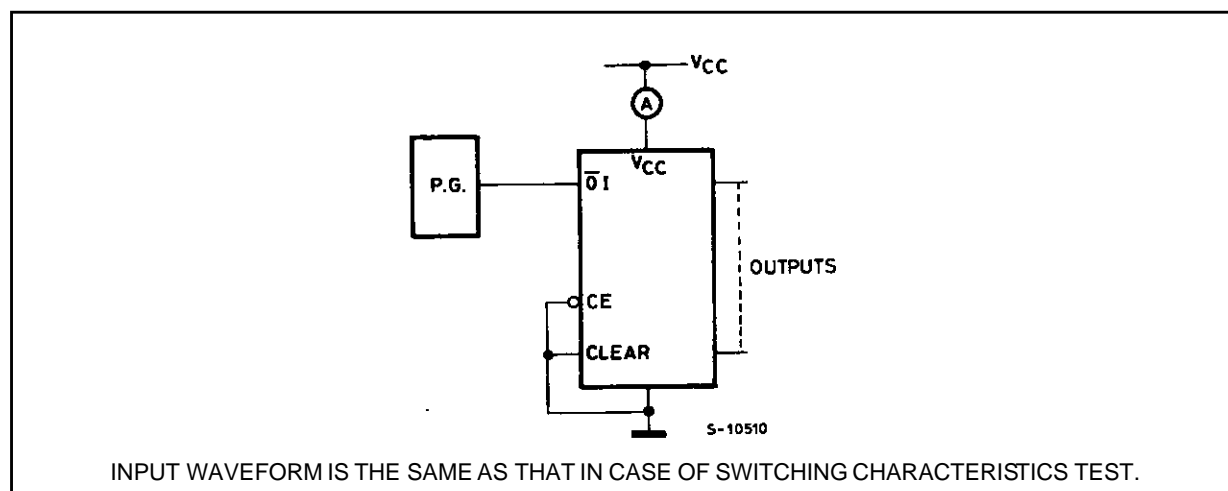 VCC
A
VCC
P.G.
O̅I
CE
OUTPUTS
CLEAR
S-10510
INPUT WAVEFORM IS THE SAME AS THAT IN CASE OF SWITCHING CHARACTERISTICS TEST.